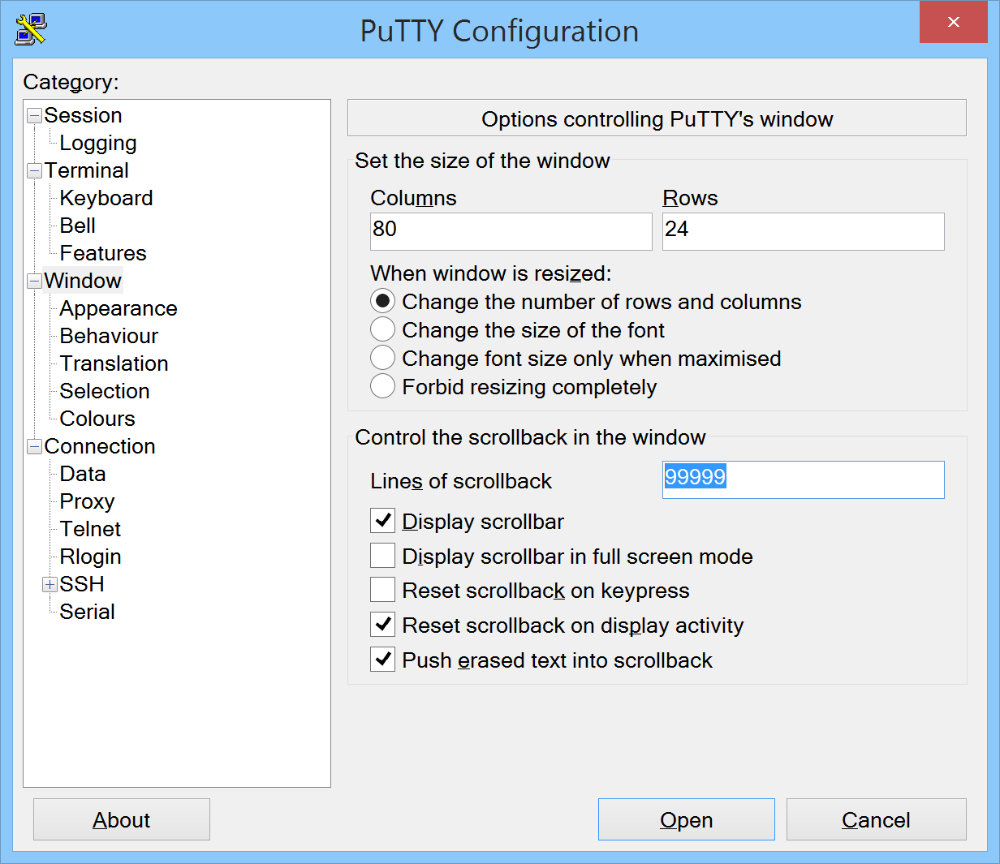 PuTTY Configuration
Category:
Session
Logging
Terminal
Keyboard
Bell
Features
Window
Appearance
Behaviour
Translation
Selection
Colours
Connection
Data
Proxy
Telnet
Rlogin
SSH
Serial
Options controlling PuTTY's window
Set the size of the window
Columns Rows
80 24
When window is resized:
Change the number of rows and columns
Change the size of the font
Change font size only when maximised
Forbid resizing completely
Control the scrollback in the window
Lines of scrollback 99999
Display scrollbar
Display scrollbar in full screen mode
Reset scrollback on keypress
Reset scrollback on display activity
Push erased text into scrollback
About Open Cancel